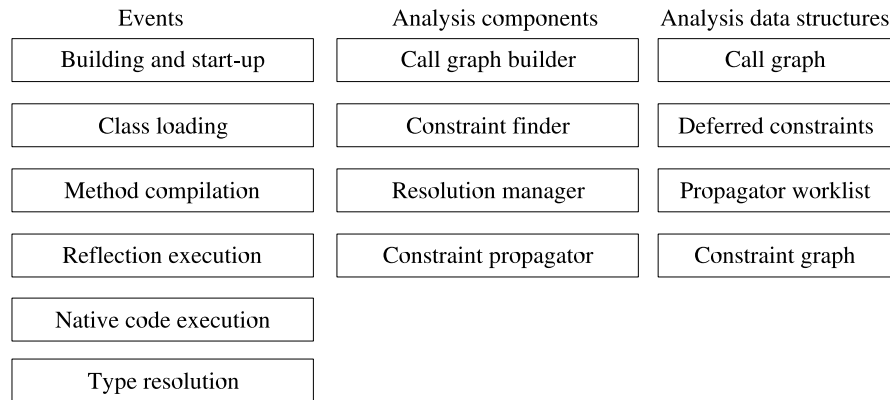 Events
Analysis components
Analysis data structures
Building and start-up
Call graph builder
Call graph
Class loading
Constraint finder
Deferred constraints
Method compilation
Resolution manager
Propagator worklist
Reflection execution
Constraint propagator
Constraint graph
Native code execution
Type resolution